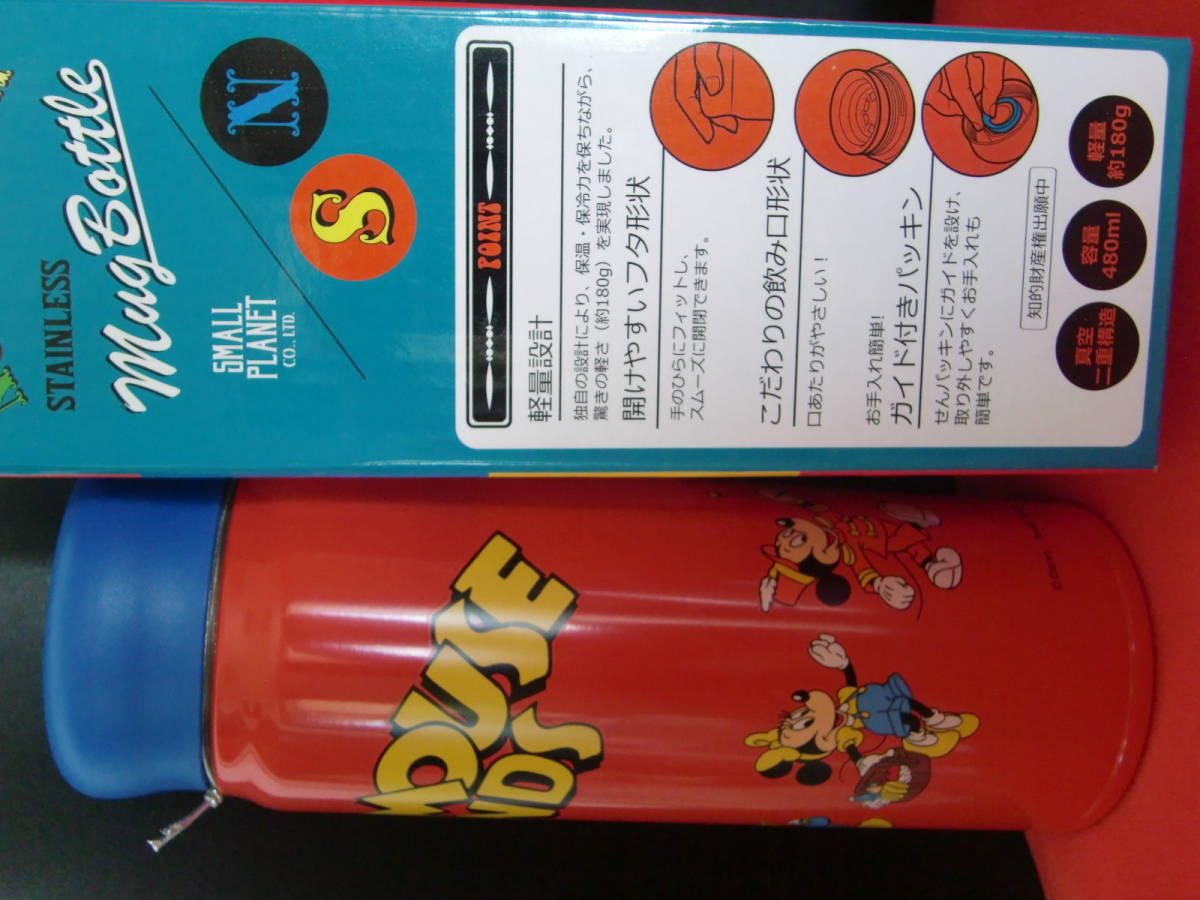 STAINLESS
Mug Bottle
SMALL
PLANET
CO., LTD.
S
N
POINT
軽量設計
独自の設計により、保温・保冷力を保ちながら、
驚きの軽さ（約180g）を実現しました。
開けやすいフタ形状
手のひらにフィットし、
スムーズに開閉できます。
こだわりの飲み口形状
口あたりがやさしい！
お手入れ簡単！
ガイド付きパッキン
せんパッキンにガイドを設け、
取り外しやすくお手入れも
簡単です。
知的財産権出願中
真空
二重構造
容量
480ml
軽量
約180g
MOUSE
NDS
©Disney